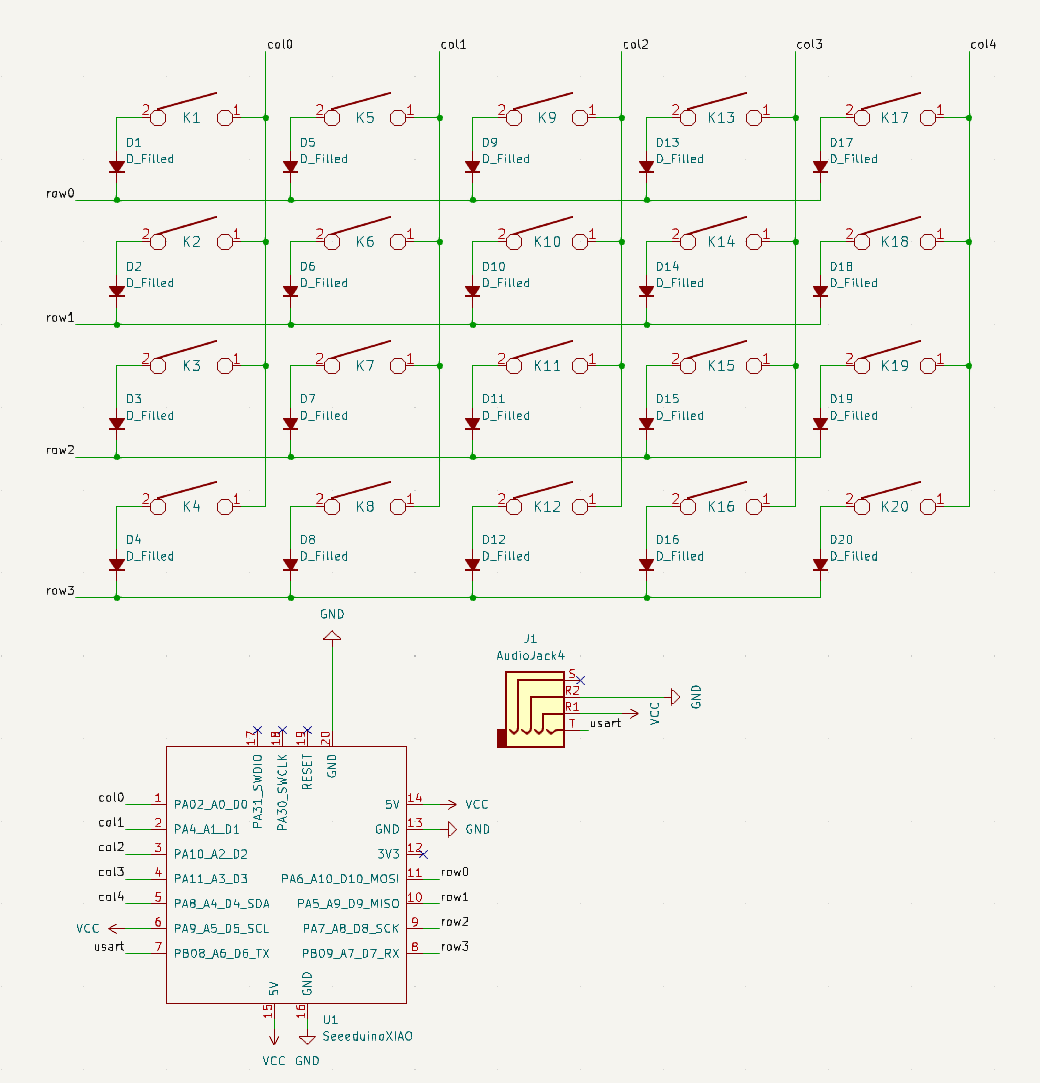 col0 col1 col2 col3 col4
2 K1 1 2 K5 1 2 K9 1 2 K13 1 2 K17 1
D1 D5 D9 D13 D17
D_Filled D_Filled D_Filled D_Filled D_Filled
row0
2 K2 1 2 K6 1 2 K10 1 2 K14 1 2 K18 1
D2 D6 D10 D14 D18
D_Filled D_Filled D_Filled D_Filled D_Filled
row1
2 K3 1 2 K7 1 2 K11 1 2 K15 1 2 K19 1
D3 D7 D11 D15 D19
D_Filled D_Filled D_Filled D_Filled D_Filled
row2
2 K4 1 2 K8 1 2 K12 1 2 K16 1 2 K20 1
D4 D8 D12 D16 D20
D_Filled D_Filled D_Filled D_Filled D_Filled
row3
GND
J1
AudioJack4
S
R2 GND
R1 VCC
T usart
17 18 19 20
PA31_SWDIO PA30_SWCLK RESET GND
col0 1 PA02_A0_D0 5V 14 VCC
col1 2 PA4_A1_D1 GND 13 GND
col2 3 PA10_A2_D2 3V3 12
col3 4 PA11_A3_D3 PA6_A10_D10_MOSI 11 row0
col4 5 PA8_A4_D4_SDA PA5_A9_D9_MISO 10 row1
VCC 6 PA9_A5_D5_SCL PA7_A8_D8_SCK 9 row2
usart 7 PB08_A6_D6_TX PB09_A7_D7_RX 8 row3
5V GND
15 16
U1
SeeeduinoXIAO
VCC GND